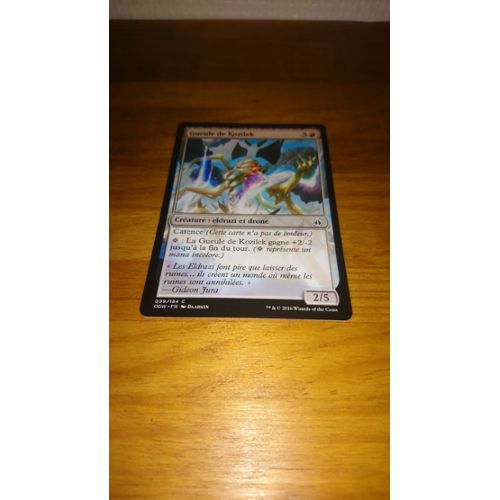 Gueule de Kozilek 3
Créature : eldrazi et drone
Carence (Cette carte n'a pas de couleur.)
: La Gueule de Kozilek gagne +2/-2
jusqu'à la fin du tour. ( représente un
mana incolore.)
« Les Eldrazi font pire que laisser des
ruines... ils créent un monde où même les
ruines sont annihilées. »
—Gideon Jura
2/5
098/184 C
OGW • FR Daarken
™ & © 2016 Wizards of the Coast